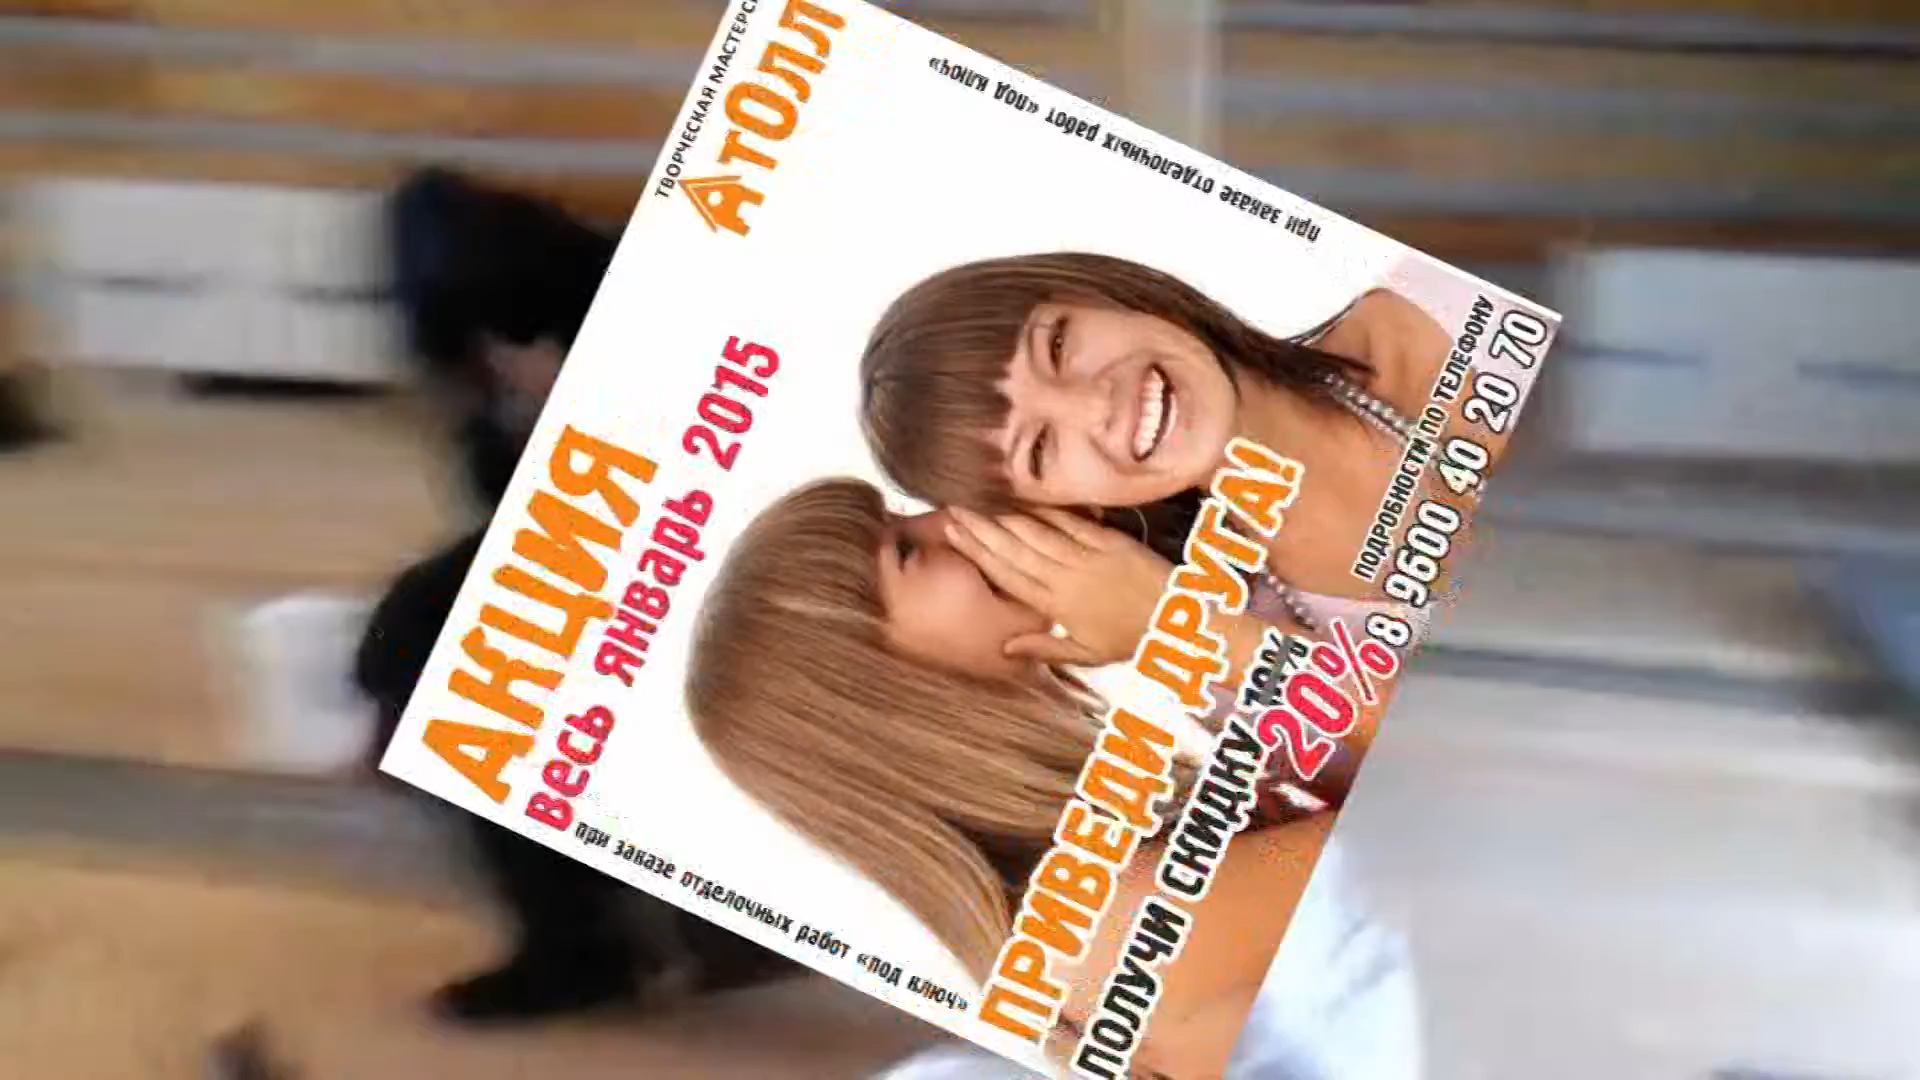 ТВОРЧЕСКАЯ
АТОЛЛ
АКЦИЯ
весь январь 2015
при заказе отделочных работ «под ключ»
при заказе отделочных работ «под ключ»
ПРИВЕДИ ДРУГА!
ПОЛУЧИ СКИДКУ 10%
20%
ПОДРОБНОСТИ ПО ТЕЛЕФОНУ
8 9600 40 20 70